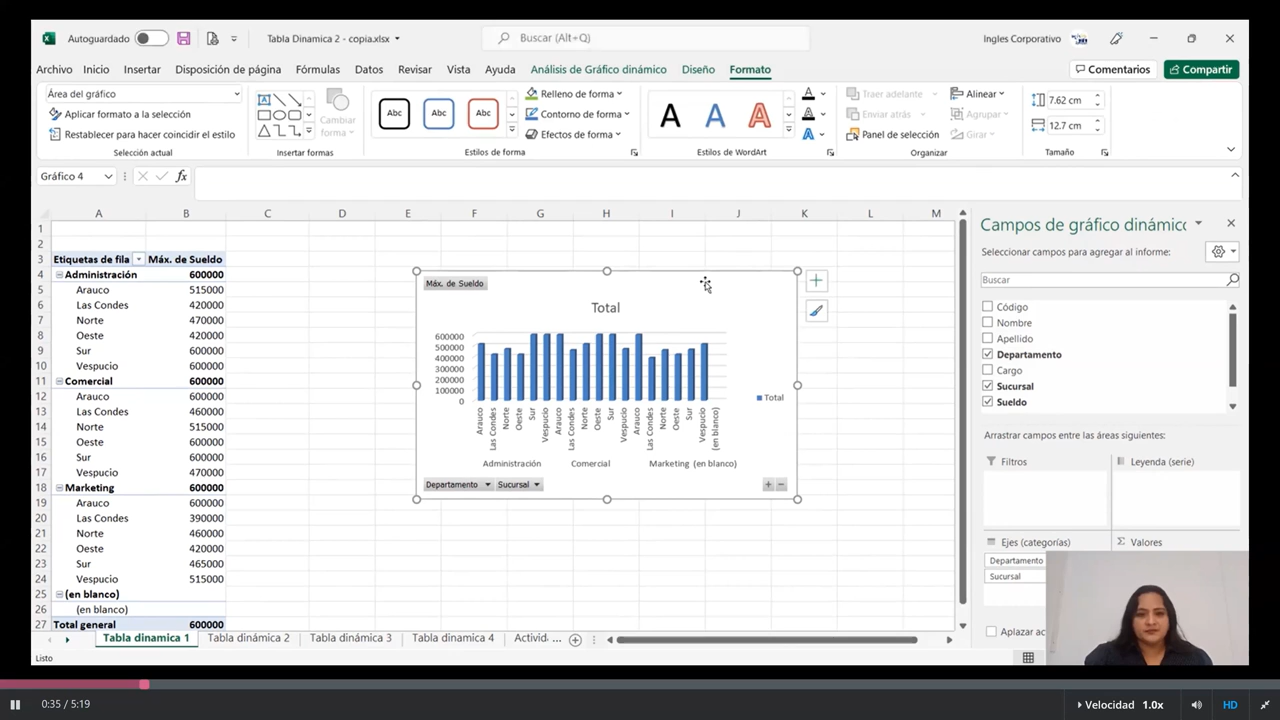 Autoguardado
Tabla Dinamica 2 - copia.xlsx
Buscar (Alt+Q)
Ingles Corporativo
Archivo Inicio Insertar Disposición de página Fórmulas Datos Revisar Vista Ayuda Análisis de Gráfico dinámico Diseño Formato Comentarios Compartir
Área del gráfico
Aplicar formato a la selección
Restablecer para hacer coincidir el estilo
Selección actual
Cambiar
forma
Insertar formas
Abc Abc Abc
Relleno de forma
Contorno de forma
Efectos de forma
Estilos de forma
A A A
Estilos de WordArt
Traer adelante
Enviar atrás
Panel de selección
Alinear
Agrupar
Girar
Organizar
7.62 cm
12.7 cm
Tamaño
Gráfico 4
fx
A B C D E F G H I J K L M
1
2
3 Etiquetas de fila Máx. de Sueldo
4 Administración 600000
5 Arauco 515000
6 Las Condes 420000
7 Norte 470000
8 Oeste 420000
9 Sur 600000
10 Vespucio 600000
11 Comercial 600000
12 Arauco 600000
13 Las Condes 460000
14 Norte 515000
15 Oeste 600000
16 Sur 600000
17 Vespucio 470000
18 Marketing 600000
19 Arauco 600000
20 Las Condes 390000
21 Norte 460000
22 Oeste 420000
23 Sur 465000
24 Vespucio 515000
25 (en blanco)
26 (en blanco)
27 Total general 600000
Máx. de Sueldo
Total
600000
500000
400000
300000
200000
100000
0
Arauco Las Condes Norte Oeste Sur Vespucio Arauco Las Condes Norte Oeste Sur Vespucio Arauco Las Condes Norte Oeste Sur Vespucio (en blanco)
Administración Comercial Marketing (en blanco)
Total
Departamento Sucursal
Campos de gráfico dinámico
Seleccionar campos para agregar al informe:
Buscar
Código
Nombre
Apellido
Departamento
Cargo
Sucursal
Sueldo
Arrastrar campos entre las áreas siguientes:
Filtros
Leyenda (serie)
Ejes (categorías)
Valores
Departamento
Sucursal
Aplazar ac
Tabla dinamica 1 Tabla dinámica 2 Tabla dinámica 3 Tabla dinamica 4 Activid ...
Listo
0:35 / 5:19
Velocidad 1.0x
HD